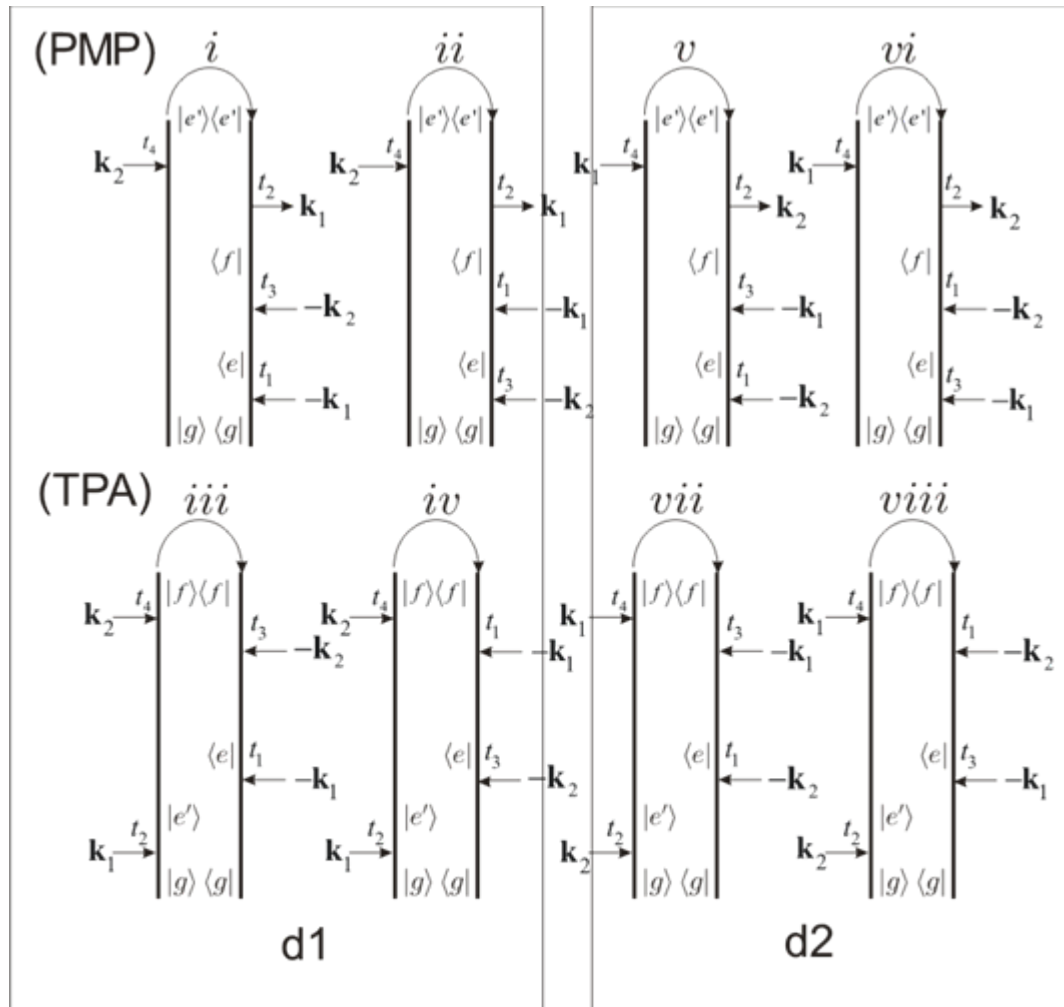 (PMP) i ii v vi
|e'⟩⟨e'| |e'⟩⟨e'| |e'⟩⟨e'| |e'⟩⟨e'|
k₂ t₄ k₂ t₄ k₁ t₄ k₁ t₄
t₂ k₁ t₂ k₁ t₂ k₂ t₂ k₂
⟨f| ⟨f| ⟨f| ⟨f|
t₃ −k₂ t₁ −k₁ t₃ −k₁ t₁ −k₂
⟨e| ⟨e| ⟨e| ⟨e|
t₁ −k₁ t₃ −k₂ t₁ −k₂ t₃ −k₁
|g⟩ ⟨g| |g⟩ ⟨g| |g⟩ ⟨g| |g⟩ ⟨g|
(TPA) iii iv vii viii
|f⟩⟨f| |f⟩⟨f| |f⟩⟨f| |f⟩⟨f|
k₂ t₄ k₂ t₄ k₁ t₄ k₁ t₄
t₃ −k₂ t₁ −k₁ t₃ −k₁ t₁ −k₂
⟨e| t₁ −k₁ ⟨e| t₃ −k₂ ⟨e| t₁ −k₂ ⟨e| t₃ −k₁
|e'⟩ |e'⟩ |e'⟩ |e'⟩
k₁ t₂ k₁ t₂ k₂ t₂ k₂ t₂
|g⟩ ⟨g| |g⟩ ⟨g| |g⟩ ⟨g| |g⟩ ⟨g|
d1 d2